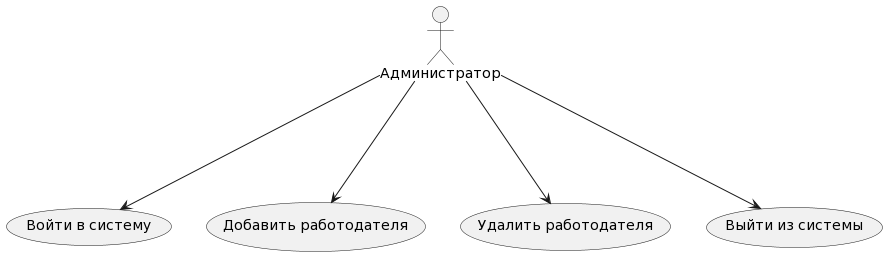 Администратор
Войти в систему
Добавить работодателя
Удалить работодателя
Выйти из системы